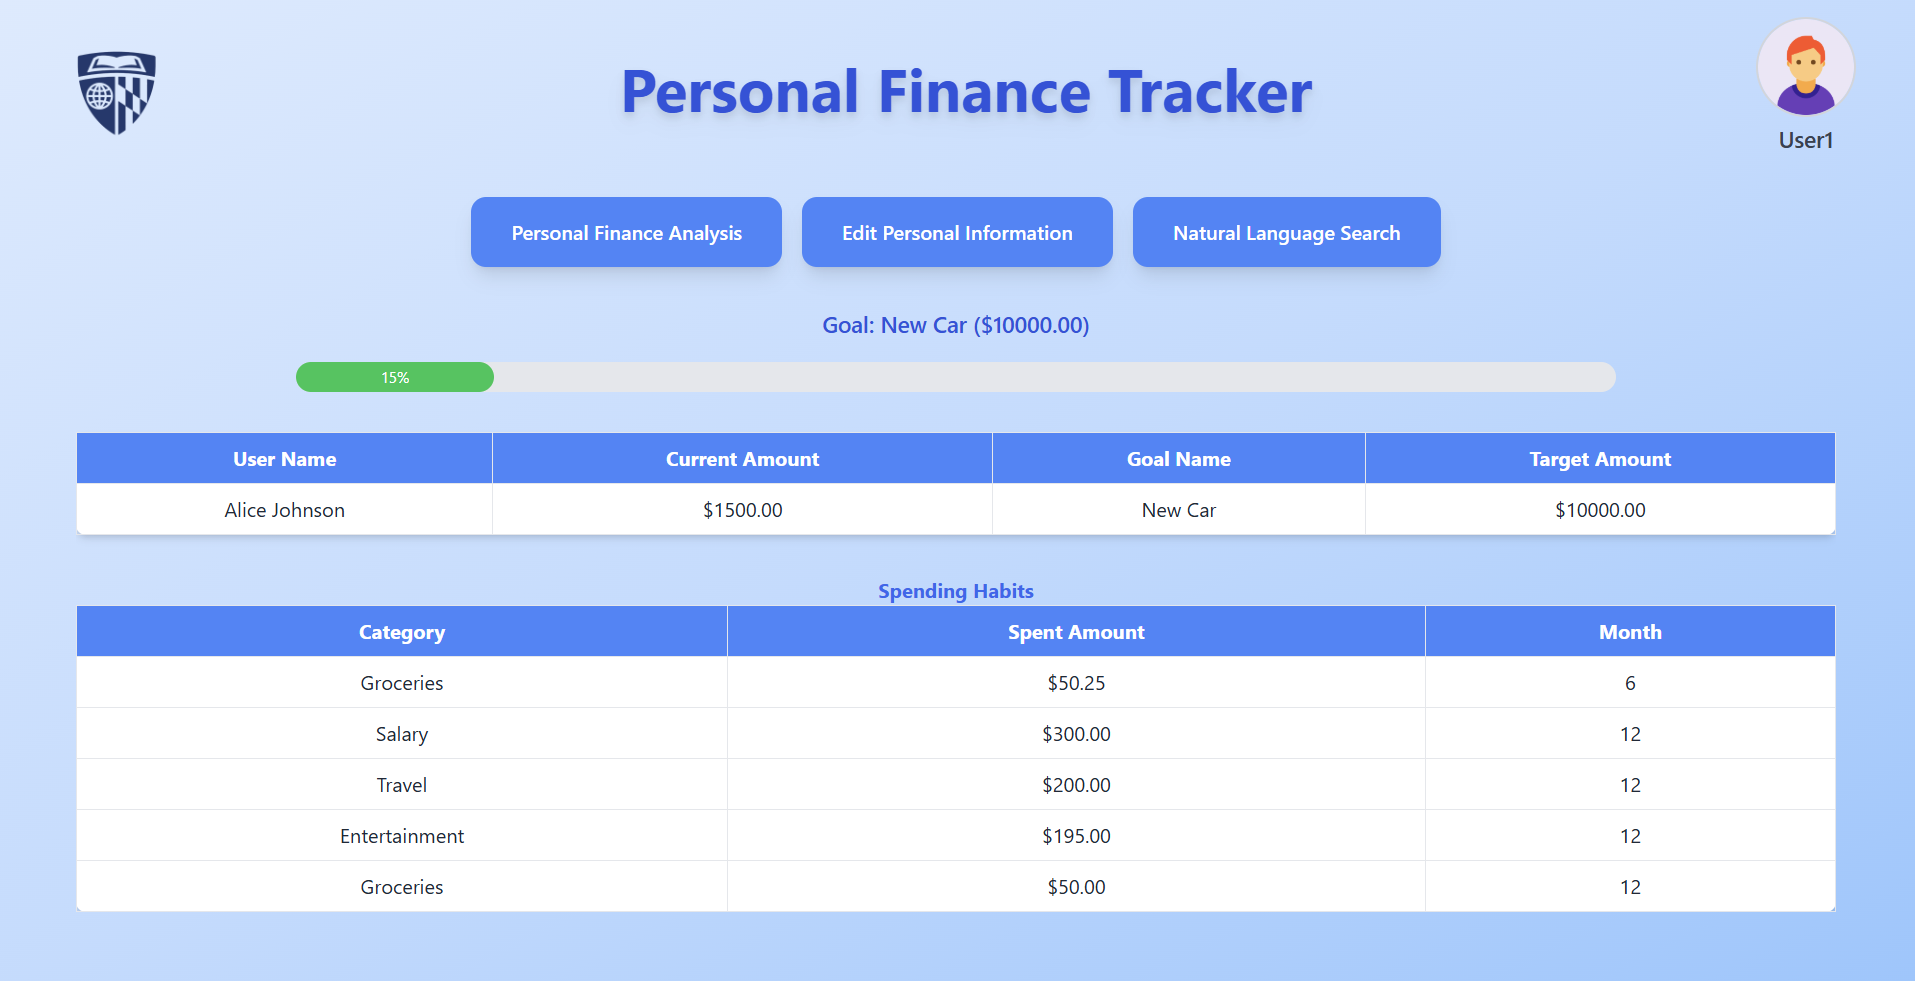 Personal Finance Tracker
User1
Personal Finance Analysis Edit Personal Information Natural Language Search
Goal: New Car ($10000.00)
15%
User Name Current Amount Goal Name Target Amount
Alice Johnson $1500.00 New Car $10000.00
Spending Habits
Category Spent Amount Month
Groceries $50.25 6
Salary $300.00 12
Travel $200.00 12
Entertainment $195.00 12
Groceries $50.00 12